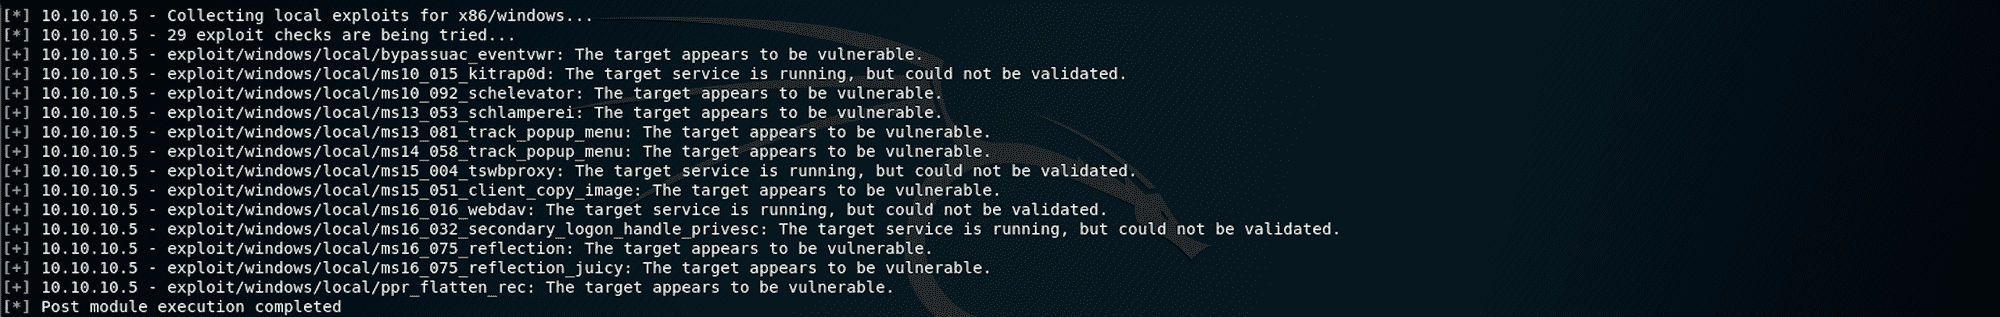 [*] 10.10.10.5 - Collecting local exploits for x86/windows...
[*] 10.10.10.5 - 29 exploit checks are being tried...
[+] 10.10.10.5 - exploit/windows/local/bypassuac_eventvwr: The target appears to be vulnerable.
[+] 10.10.10.5 - exploit/windows/local/ms10_015_kitrap0d: The target service is running, but could not be validated.
[+] 10.10.10.5 - exploit/windows/local/ms10_092_schelevator: The target appears to be vulnerable.
[+] 10.10.10.5 - exploit/windows/local/ms13_053_schlamperei: The target appears to be vulnerable.
[+] 10.10.10.5 - exploit/windows/local/ms13_081_track_popup_menu: The target appears to be vulnerable.
[+] 10.10.10.5 - exploit/windows/local/ms14_058_track_popup_menu: The target appears to be vulnerable.
[+] 10.10.10.5 - exploit/windows/local/ms15_004_tswbproxy: The target service is running, but could not be validated.
[+] 10.10.10.5 - exploit/windows/local/ms15_051_client_copy_image: The target appears to be vulnerable.
[+] 10.10.10.5 - exploit/windows/local/ms16_016_webdav: The target service is running, but could not be validated.
[+] 10.10.10.5 - exploit/windows/local/ms16_032_secondary_logon_handle_privesc: The target service is running, but could not be validated.
[+] 10.10.10.5 - exploit/windows/local/ms16_075_reflection: The target appears to be vulnerable.
[+] 10.10.10.5 - exploit/windows/local/ms16_075_reflection_juicy: The target appears to be vulnerable.
[+] 10.10.10.5 - exploit/windows/local/ppr_flatten_rec: The target appears to be vulnerable.
[*] Post module execution completed